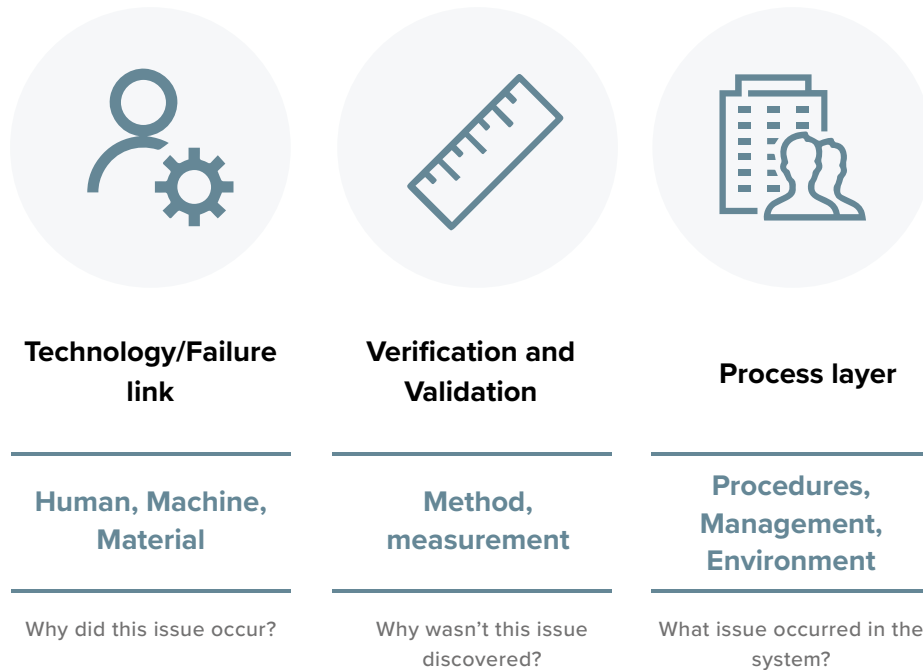 Technology/Failure
link
Verification and
Validation
Process layer
Human, Machine,
Material
Method,
measurement
Procedures,
Management,
Environment
Why did this issue occur?
Why wasn’t this issue
discovered?
What issue occurred in the
system?